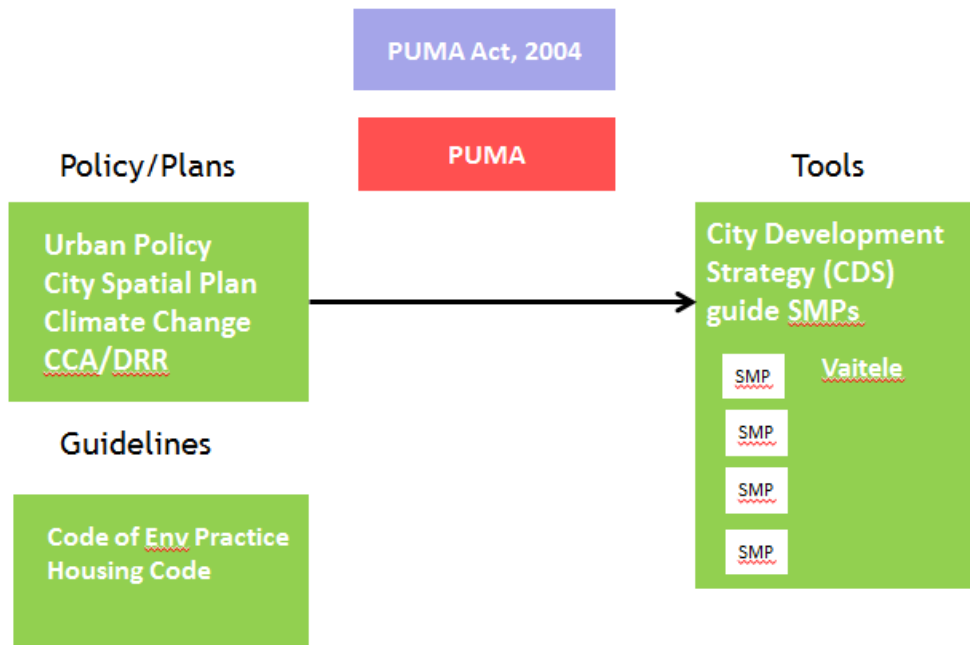 PUMA Act, 2004
PUMA
Policy/Plans
Urban Policy
City Spatial Plan
Climate Change
CCA/DRR
Guidelines
Code of Env Practice
Housing Code
Tools
City Development
Strategy (CDS)
guide SMPs
SMP Vaitele
SMP
SMP
SMP